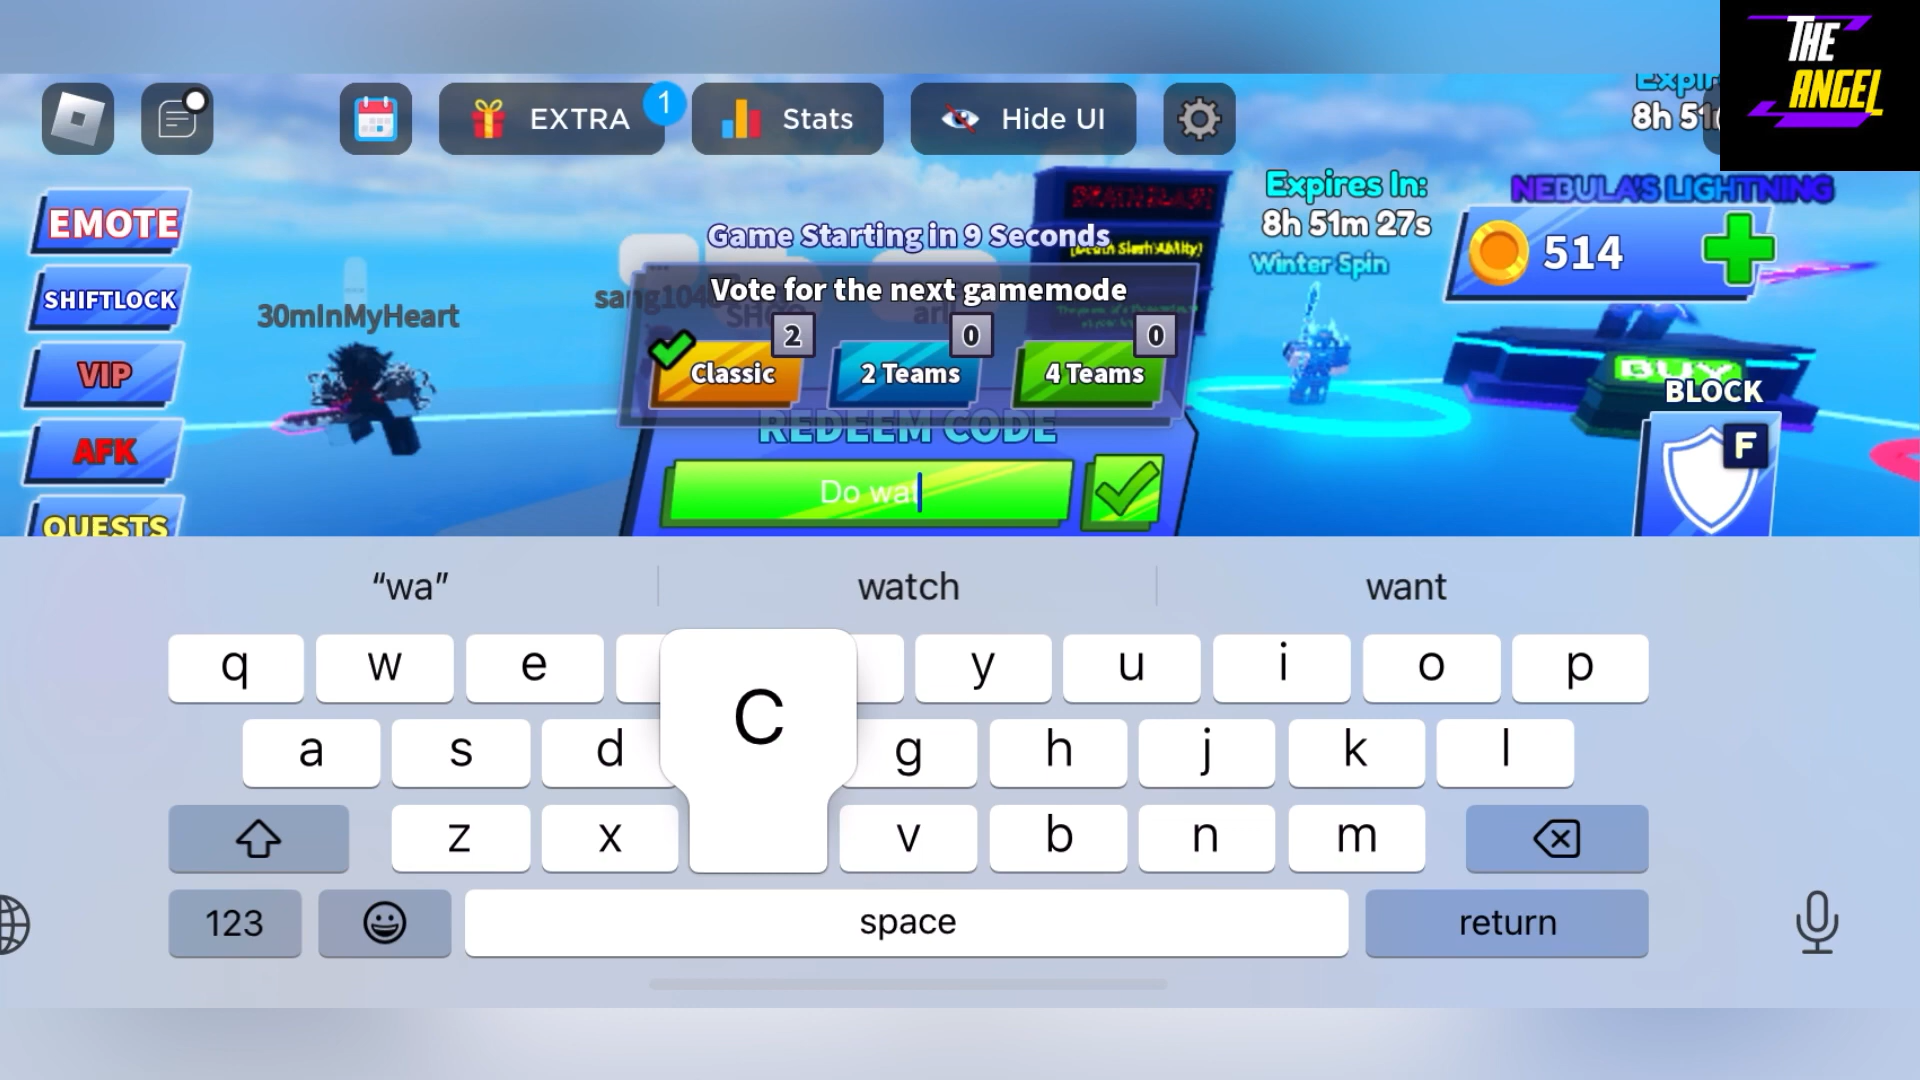 THE
ANGEL
EXTRA
1
Stats
Hide UI
8h 51
EMOTE
SHIFTLOCK
VIP
AFK
QUESTS
30mInMyHeart
Game Starting in 9 Seconds
Vote for the next gamemode
2
0
0
Classic
2 Teams
4 Teams
REDEEM CODE
Do wat
Expires In:
8h 51m 27s
Winter Spin
NEBULA'S LIGHTNING
514
BUY
BLOCK
F
“wa”
watch
want
q w e y u i o p
C
a s d g h j k l
z x v b n m
123
space
return